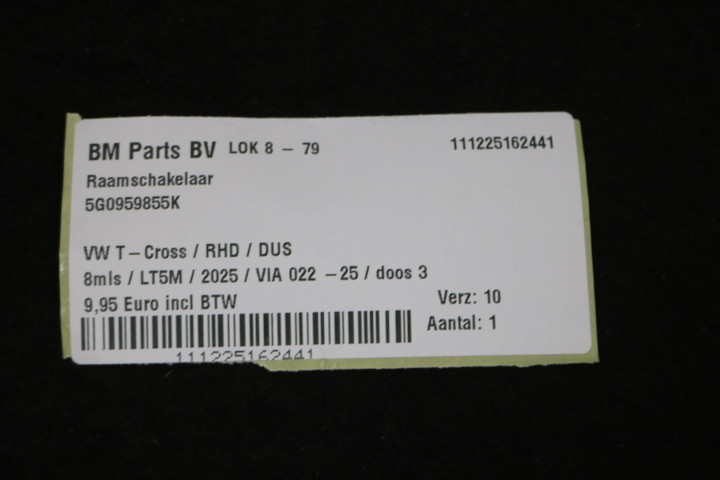 BM Parts BV LOK 8 - 79 111225162441
Raamschakelaar
5G0959855K
VW T-Cross / RHD / DUS
8mls / LT5M / 2025 / VIA 022 -25 / doos 3
9,95 Euro incl BTW Verz: 10
Aantal: 1
111225162441